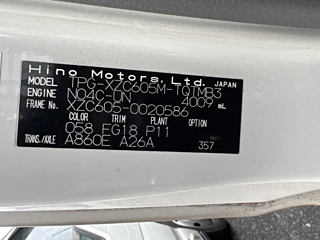 Hino Motors, Ltd. JAPAN
MODEL TPG-XZC605M-TQTMB3
ENGINE N04C-UN 4009 mL
FRAME No. XZC605-0020586
COLOR TRIM PLANT OPTION
058 EG18 P11
TRANS./AXLE A860E A26A 357